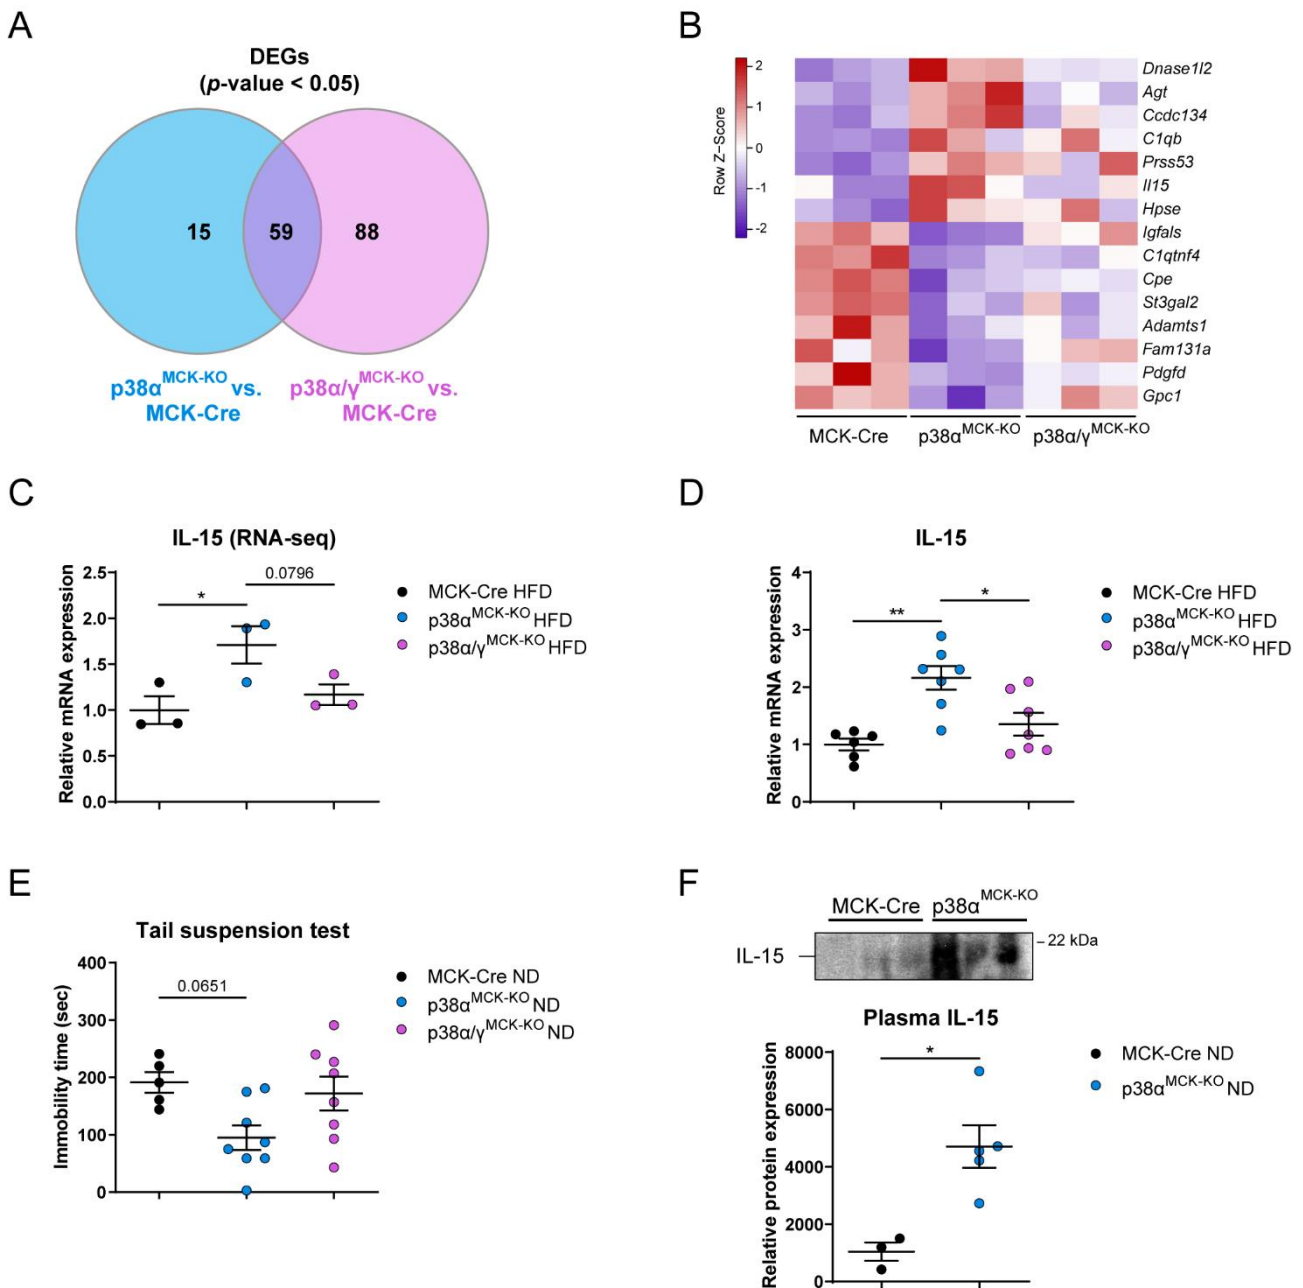 A
DEGs
(p-value < 0.05)
15
59
88
p38α^MCK-KO vs.
MCK-Cre
p38α/γ^MCK-KO vs.
MCK-Cre
B
Row Z-Score
2
1
0
-1
-2
Dnase1l2
Agt
Ccdc134
C1qb
Prss53
Il15
Hpse
Igfals
C1qtnf4
Cpe
St3gal2
Adamts1
Fam131a
Pdgfd
Gpc1
MCK-Cre
p38α^MCK-KO
p38α/γ^MCK-KO
C
IL-15 (RNA-seq)
Relative mRNA expression
2.5
2.0
1.5
1.0
0.5
0.0
*
0.0796
MCK-Cre HFD
p38α^MCK-KO HFD
p38α/γ^MCK-KO HFD
D
IL-15
Relative mRNA expression
4
3
2
1
0
**
*
MCK-Cre HFD
p38α^MCK-KO HFD
p38α/γ^MCK-KO HFD
E
Tail suspension test
Immobility time (sec)
400
300
200
100
0
0.0651
MCK-Cre ND
p38α^MCK-KO ND
p38α/γ^MCK-KO ND
F
MCK-Cre
p38α^MCK-KO
IL-15
22 kDa
Plasma IL-15
Relative protein expression
8000
6000
4000
2000
0
*
MCK-Cre ND
p38α^MCK-KO ND